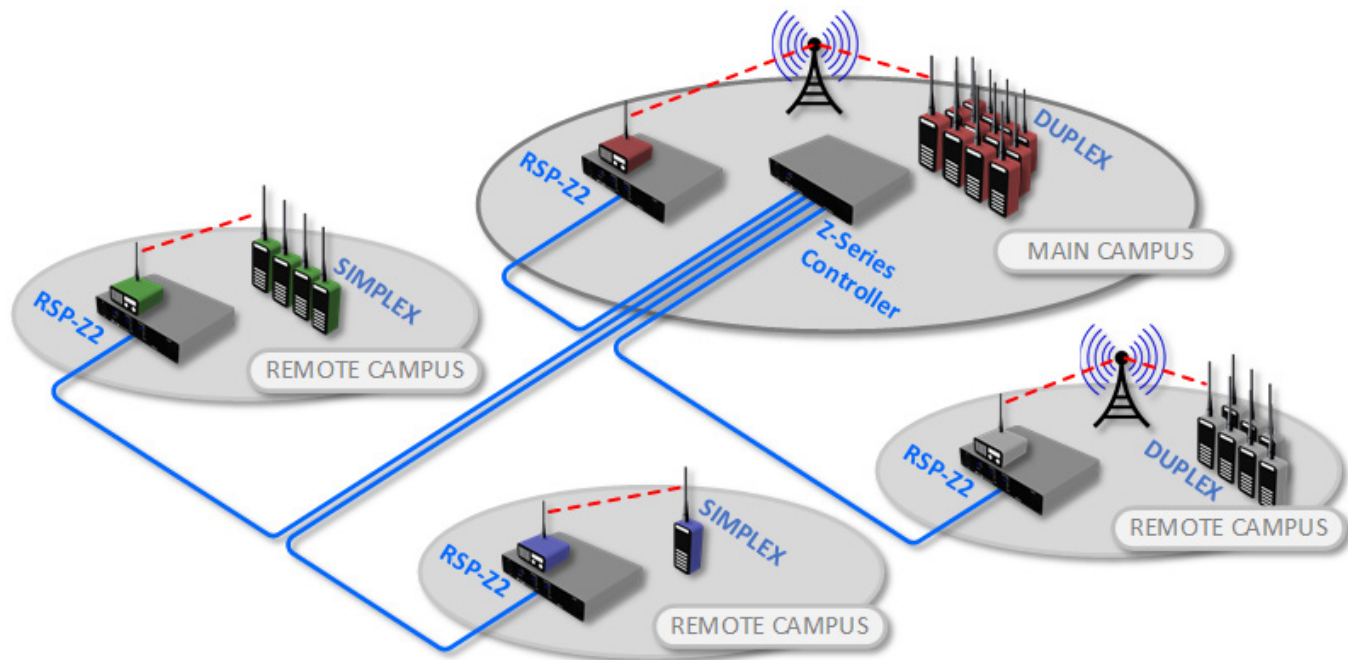 DUPLEX
RSP-Z2
Z-Series
Controller
MAIN CAMPUS
SIMPLEX
RSP-Z2
REMOTE CAMPUS
DUPLEX
RSP-Z2
REMOTE CAMPUS
SIMPLEX
RSP-Z2
REMOTE CAMPUS